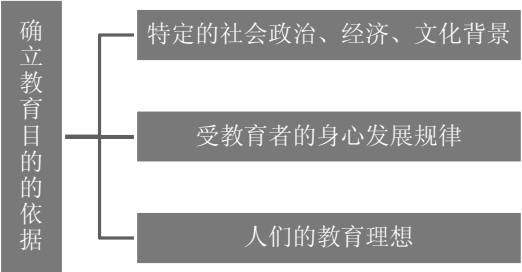 确立教育目的的依据
特定的社会政治、经济、文化背景
受教育者的身心发展规律
人们的教育理想